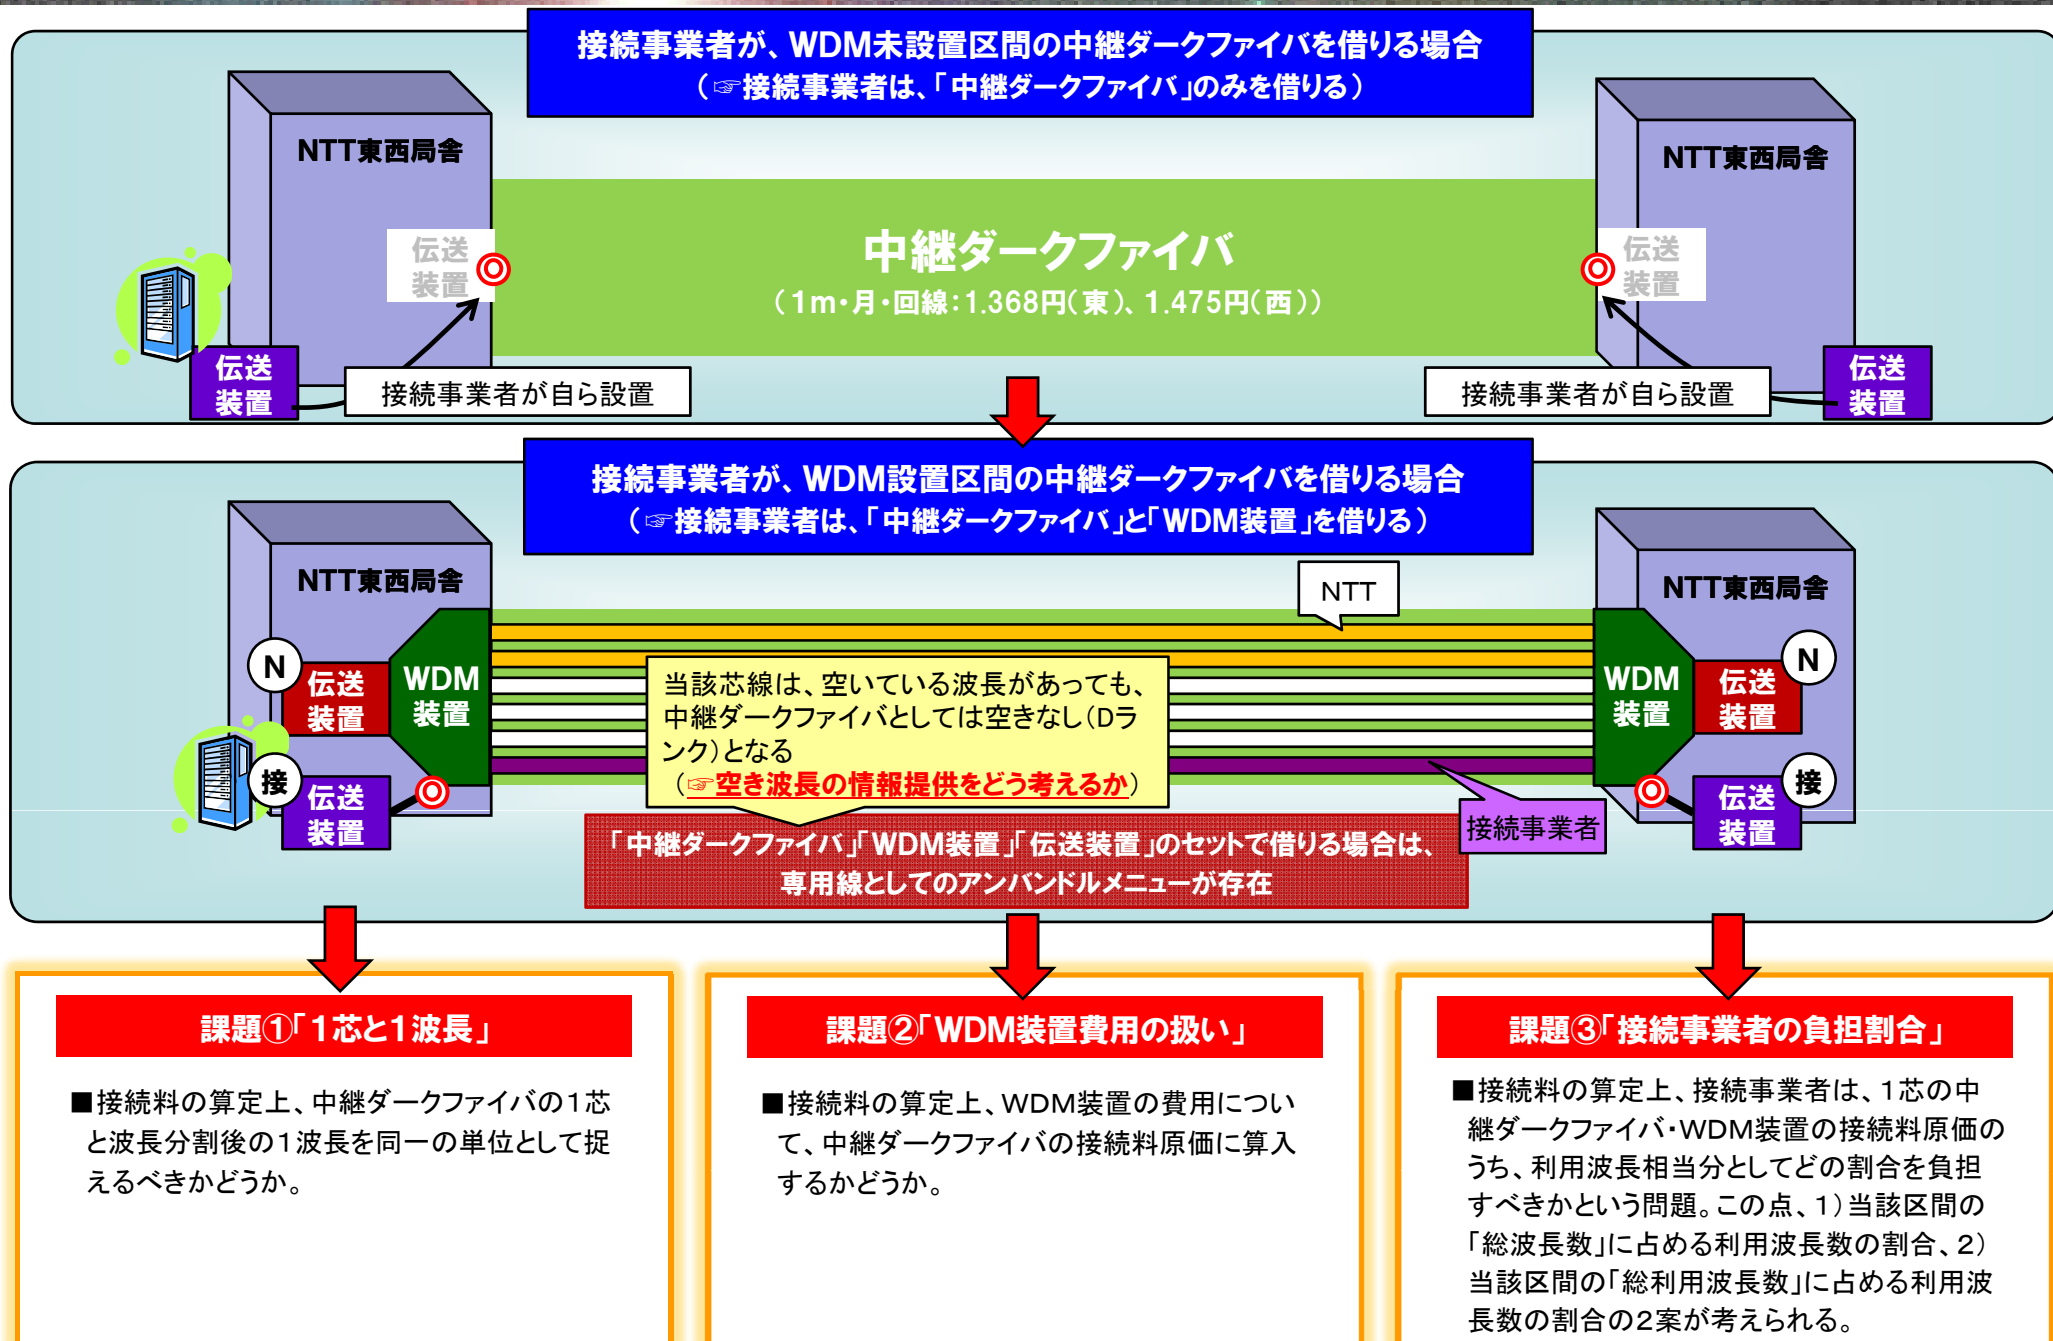 接続事業者が、WDM未設置区間の中継ダークファイバを借りる場合
（☞接続事業者は、「中継ダークファイバ」のみを借りる）
NTT東西局舎
NTT東西局舎
中継ダークファイバ
（1m・月・回線：1.368円（東）、1.475円（西））
伝送
装置
伝送
装置
伝送
装置
接続事業者が自ら設置
接続事業者が自ら設置
伝送
装置
接続事業者が、WDM設置区間の中継ダークファイバを借りる場合
（☞接続事業者は、「中継ダークファイバ」と「WDM装置」を借りる）
NTT東西局舎
NTT
NTT東西局舎
N
伝送
装置
WDM
装置
当該芯線は、空いている波長があっても、
中継ダークファイバとしては空きなし（Dラ
ンク）となる
（☞空き波長の情報提供をどう考えるか）
WDM
装置
伝送
装置
N
接
伝送
装置
接続事業者
伝送
装置
接
「中継ダークファイバ」「WDM装置」「伝送装置」のセットで借りる場合は、
専用線としてのアンバンドルメニューが存在
課題①「1芯と1波長」
■接続料の算定上、中継ダークファイバの1芯
と波長分割後の1波長を同一の単位として捉
えるべきかどうか。
課題②「WDM装置費用の扱い」
■接続料の算定上、WDM装置の費用につい
て、中継ダークファイバの接続料原価に算入
するかどうか。
課題③「接続事業者の負担割合」
■接続料の算定上、接続事業者は、1芯の中
継ダークファイバ・WDM装置の接続料原価の
うち、利用波長相当分としてどの割合を負担
すべきかという問題。この点、1）当該区間の
「総波長数」に占める利用波長数の割合、2）
当該区間の「総利用波長数」に占める利用波
長数の割合の2案が考えられる。